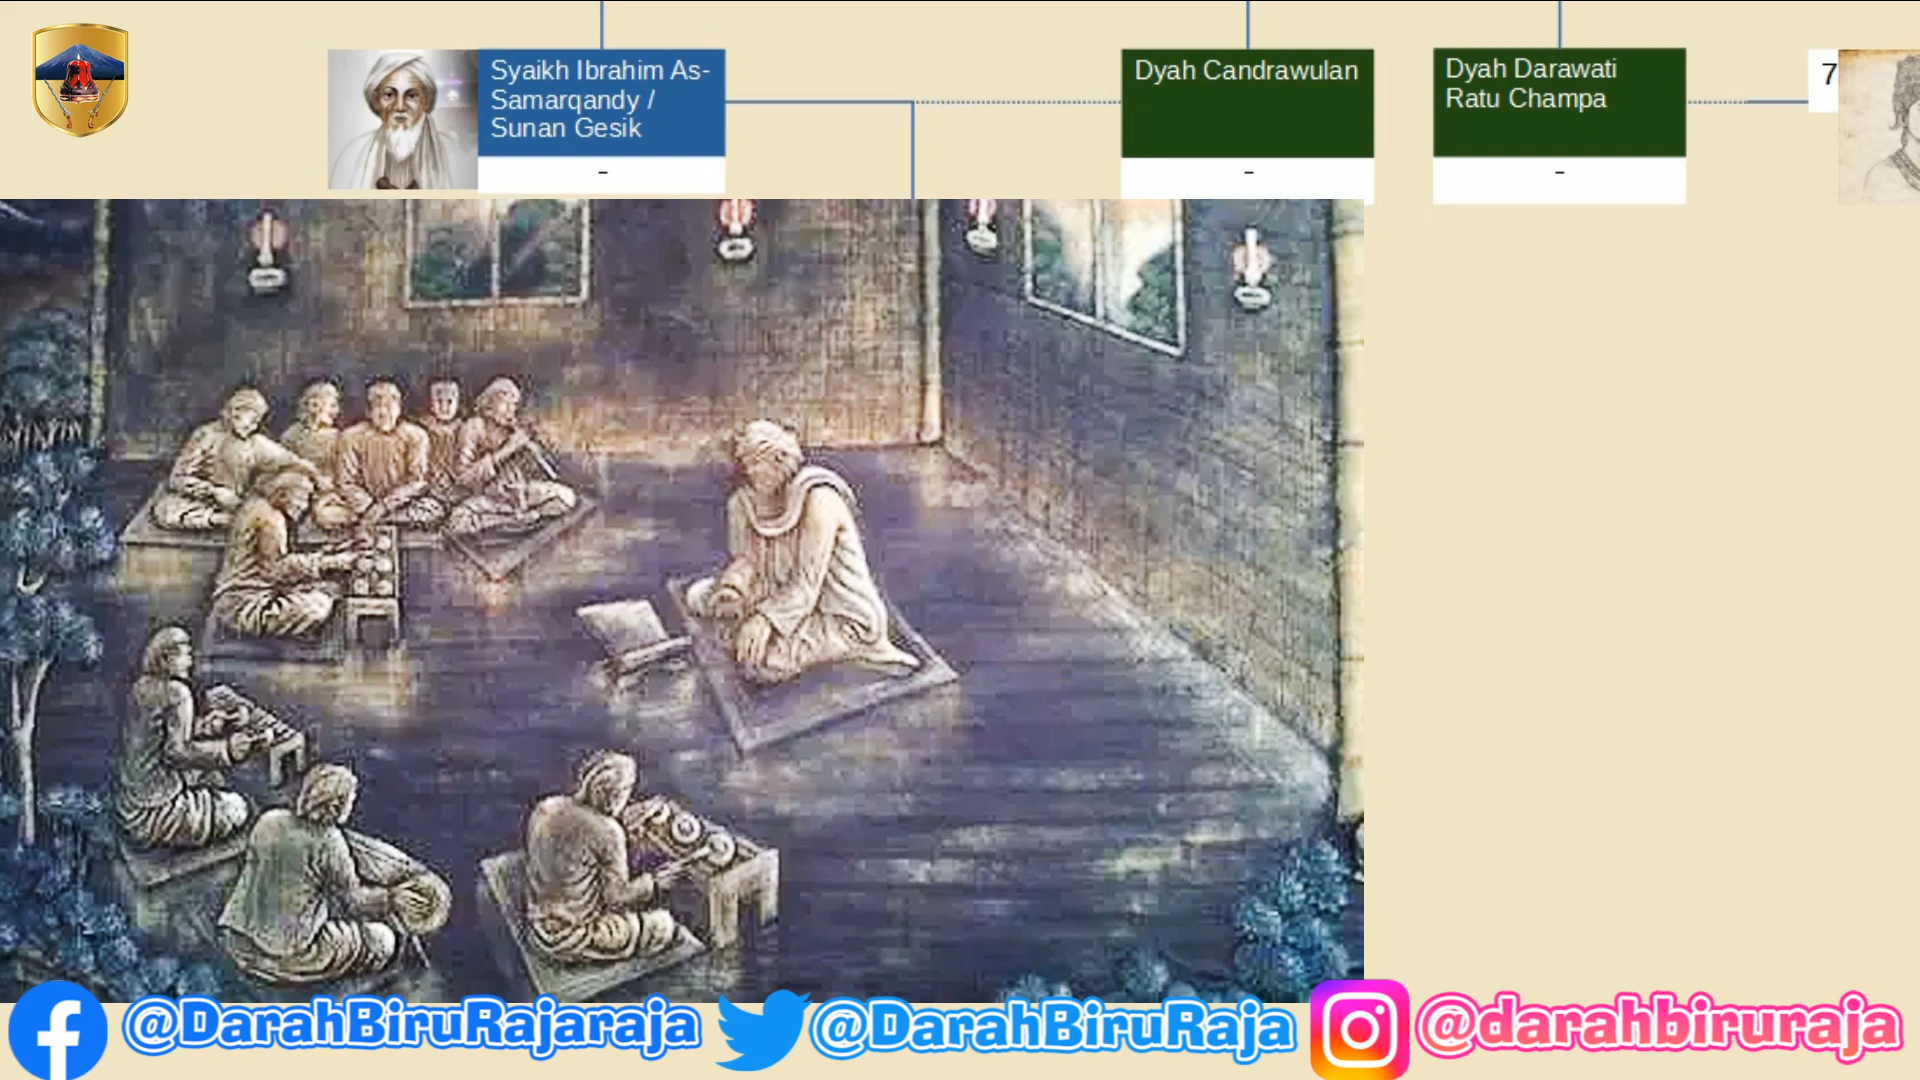 Syaikh Ibrahim As-
Samarqandy /
Sunan Gesik
-
Dyah Candrawulan
-
Dyah Darawati
Ratu Champa
-
7
@DarahBiruRajaraja
@DarahBiruRaja
@darahbiruraja